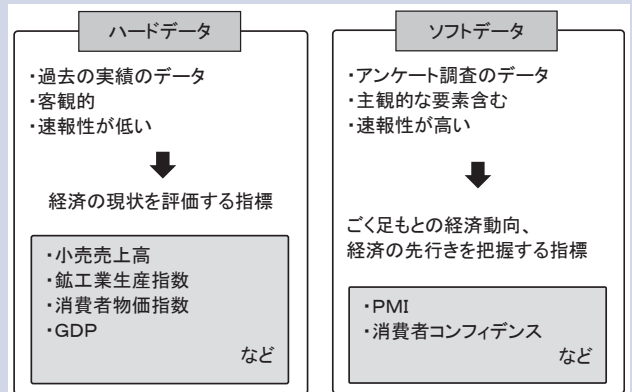 ハードデータ
・過去の実績のデータ
・客観的
・速報性が低い
経済の現状を評価する指標
・小売売上高
・鉱工業生産指数
・消費者物価指数
・GDP
など
ソフトデータ
・アンケート調査のデータ
・主観的な要素含む
・速報性が高い
ごく足もとの経済動向、
経済の先行きを把握する指標
・PMI
・消費者コンフィデンス
など